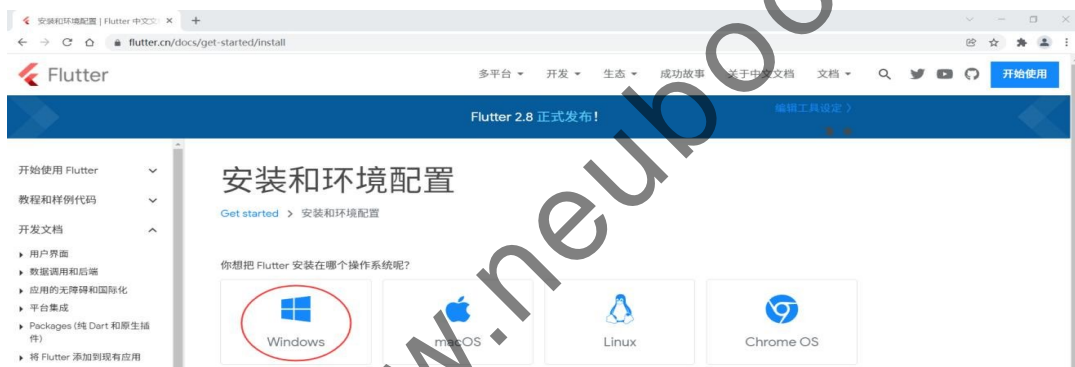 安装和环境配置 | Flutter 中文文
flutter.cn/docs/get-started/install
Flutter 多平台 开发 生态 成功故事 关于中文文档 文档 开始使用
Flutter 2.8 正式发布！
编辑工具设定 〉
开始使用 Flutter
教程和样例代码
开发文档
用户界面
数据调用和后端
应用的无障碍和国际化
平台集成
Packages (纯 Dart 和原生插
件)
将 Flutter 添加到现有应用
安装和环境配置
Get started 〉 安装和环境配置
你想把 Flutter 安装在哪个操作系统呢?
Windows macOS Linux Chrome OS
w.neuboo